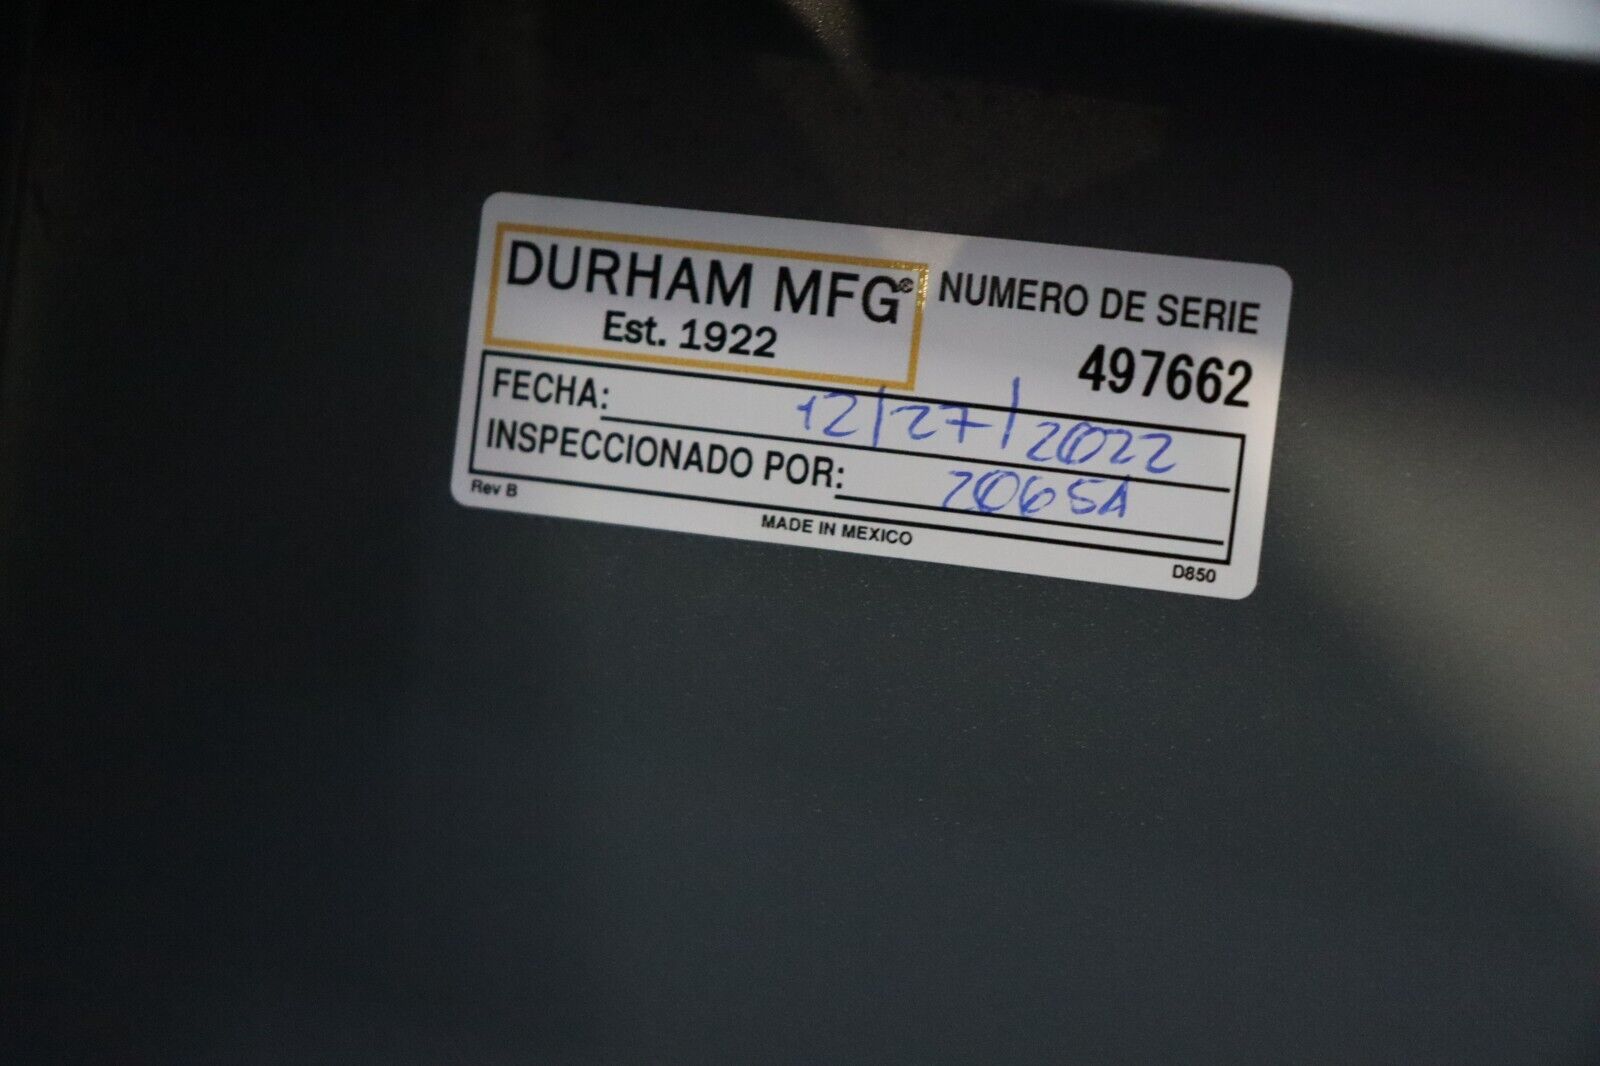 DURHAM MFG®
Est. 1922
NUMERO DE SERIE
497662
FECHA: 12/27/2022
INSPECCIONADO POR: 2065A
Rev B
MADE IN MEXICO
D850